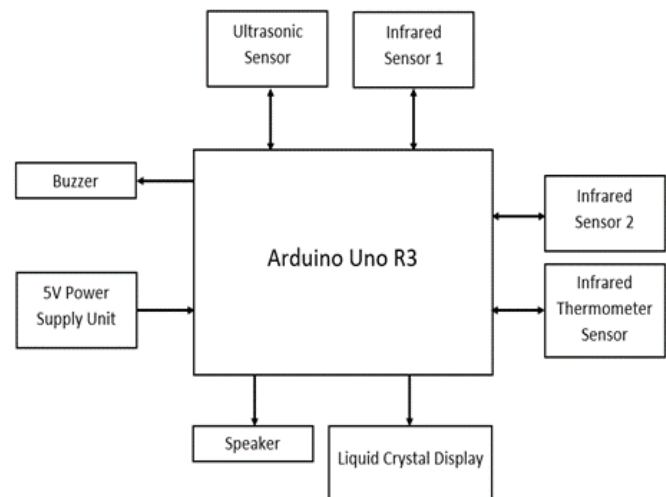 Ultrasonic
Sensor
Infrared
Sensor 1
Buzzer
Infrared
Sensor 2
Arduino Uno R3
5V Power
Supply Unit
Infrared
Thermometer
Sensor
Speaker
Liquid Crystal Display